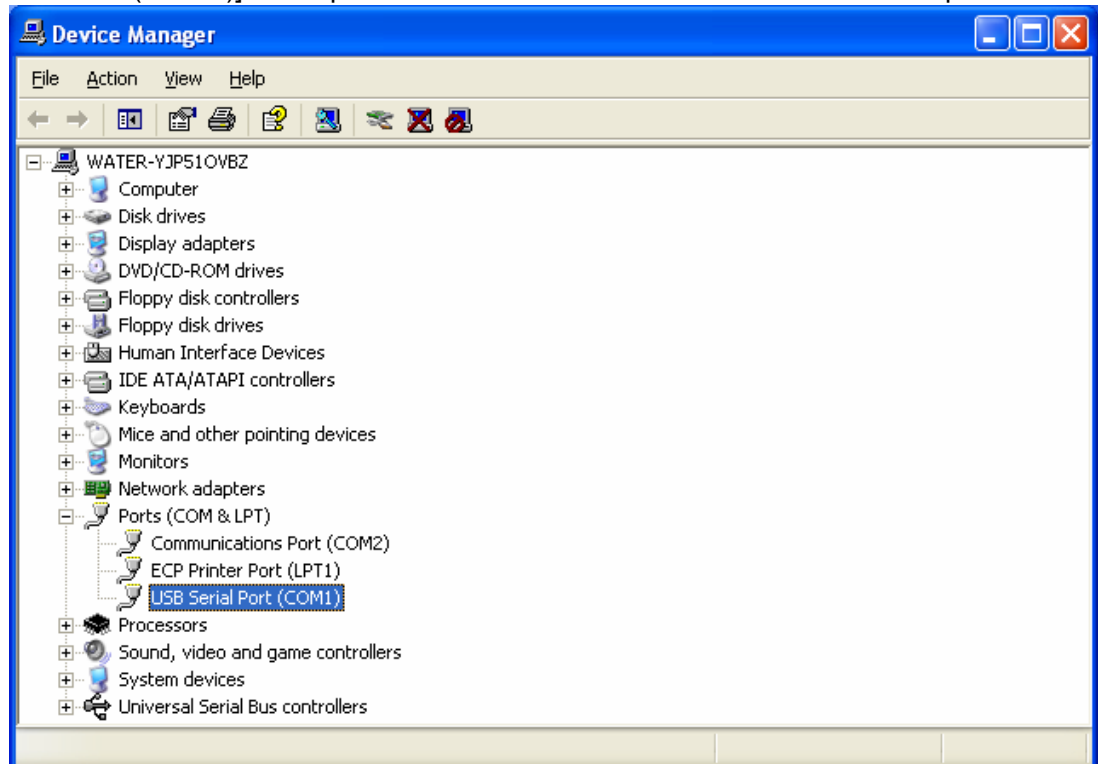 Device Manager
File Action View Help
WATER-YJP51OVBZ
Computer
Disk drives
Display adapters
DVD/CD-ROM drives
Floppy disk controllers
Floppy disk drives
Human Interface Devices
IDE ATA/ATAPI controllers
Keyboards
Mice and other pointing devices
Monitors
Network adapters
Ports (COM & LPT)
Communications Port (COM2)
ECP Printer Port (LPT1)
USB Serial Port (COM1)
Processors
Sound, video and game controllers
System devices
Universal Serial Bus controllers